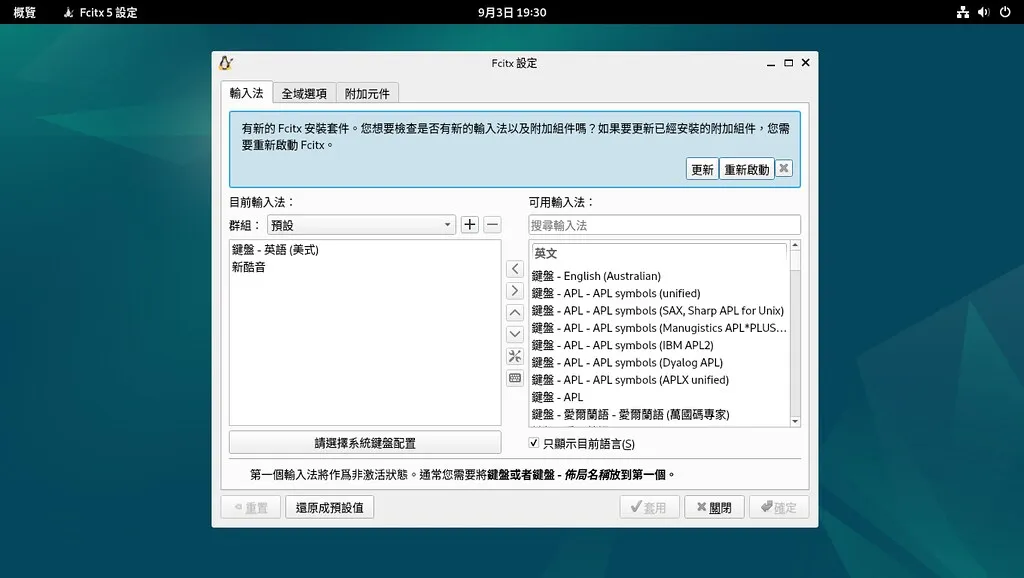 概覽
Fcitx 5 設定
9月3日 19:30
Fcitx 設定
輸入法
全域選項
附加元件
有新的 Fcitx 安裝套件。您想要檢查是否有新的輸入法以及附加組件嗎？如果要更新已經安裝的附加組件，您需
要重新啟動 Fcitx。
更新
重新啟動
目前輸入法：
群組：
預設
鍵盤 - 英語 (美式)
新酷音
請選擇系統鍵盤配置
可用輸入法：
搜尋輸入法
英文
鍵盤 - English (Australian)
鍵盤 - APL - APL symbols (unified)
鍵盤 - APL - APL symbols (SAX, Sharp APL for Unix)
鍵盤 - APL - APL symbols (Manugistics APL*PLUS...
鍵盤 - APL - APL symbols (IBM APL2)
鍵盤 - APL - APL symbols (Dyalog APL)
鍵盤 - APL - APL symbols (APLX unified)
鍵盤 - APL
鍵盤 - 愛爾蘭語 - 愛爾蘭語 (萬國碼專家)
只顯示目前語言(S)
第一個輸入法將作爲非激活狀態。通常您需要將鍵盤或者鍵盤 - 佈局名稱放到第一個。
重置
還原成預設值
套用
關閉
確定